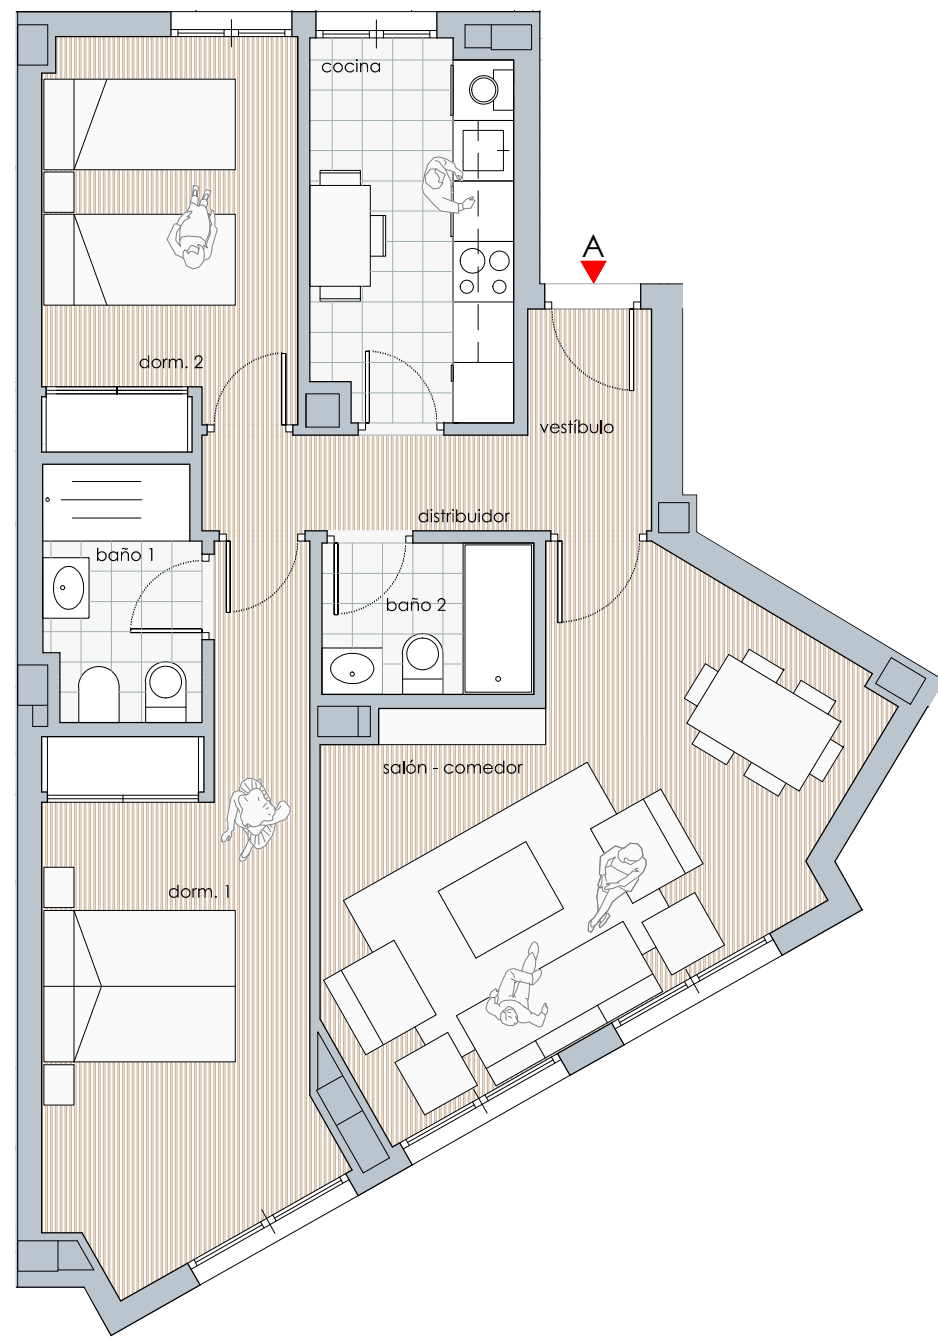 cocina
A
dorm. 2
vestíbulo
distribuidor
baño 1
baño 2
salón - comedor
dorm. 1